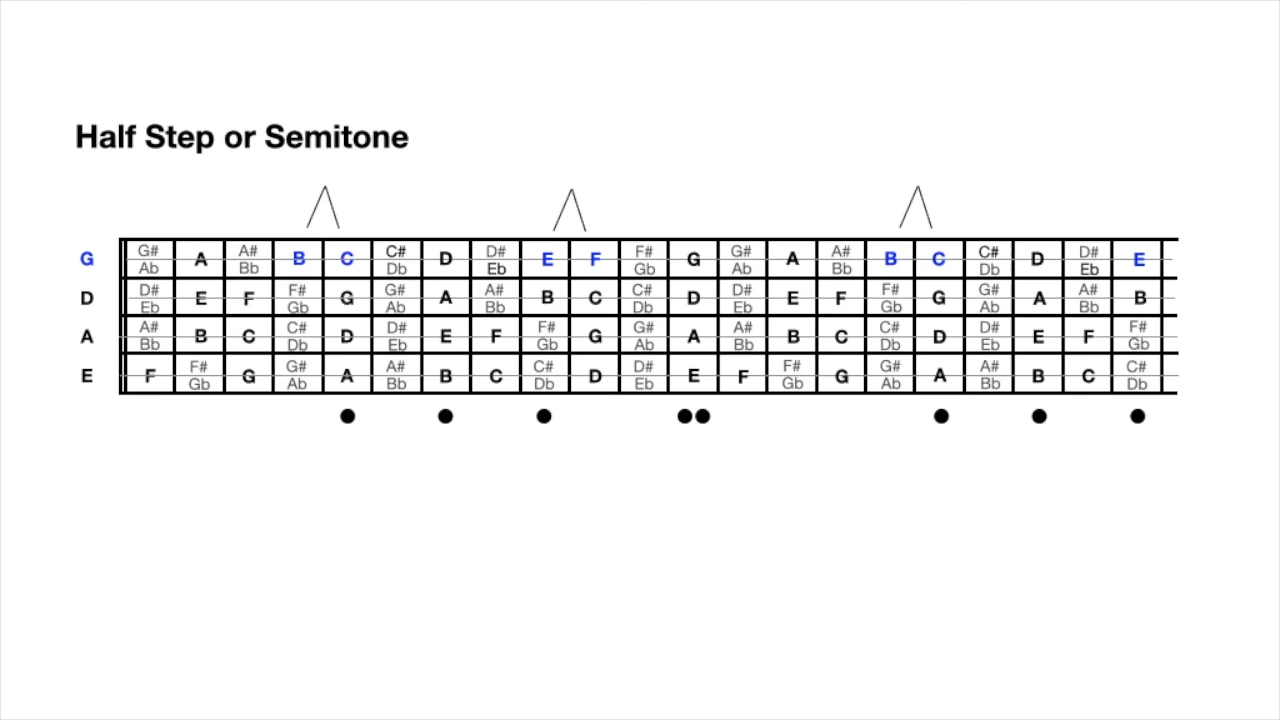 Half Step or Semitone
G# A A# B C C# D D# E F F# G G# A A# B C C# D D# E
G Ab Bb Db Eb Gb Ab Bb Db Eb
D# E F F# G G# A A# B C C# D D# E F F# G G# A A# B
D Eb Gb Ab Bb Db Eb Gb Ab Bb
A# B C C# D D# E F F# G G# A A# B C C# D D# E F F#
A Bb Db Eb Gb Ab Bb Db Eb Gb
E F F# G G# A A# B C C# D D# E F F# G G# A A# B C C#
Gb Ab Bb Db Eb Gb Ab Bb Db